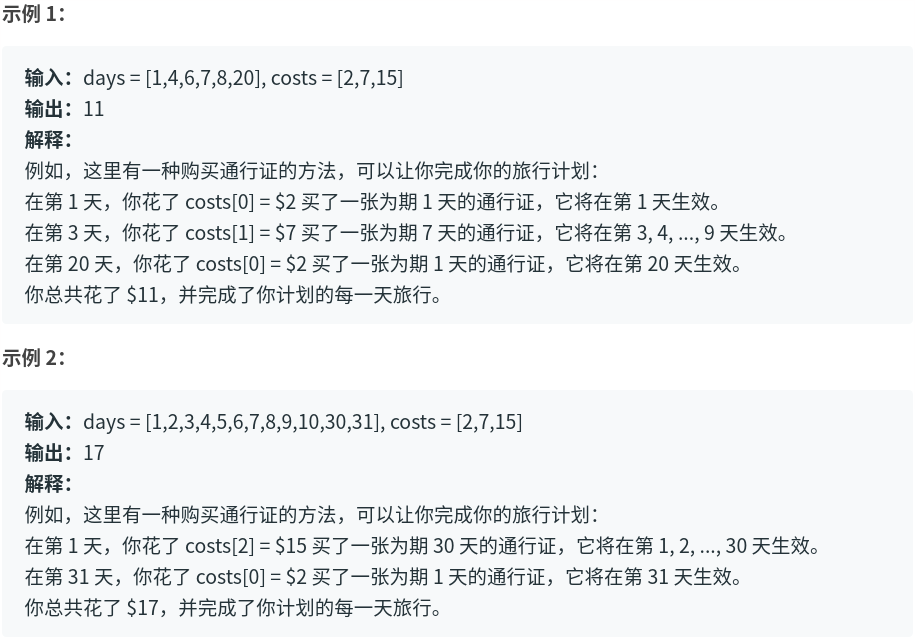 示例 1：
输入：days = [1,4,6,7,8,20], costs = [2,7,15]
输出：11
解释：
例如，这里有一种购买通行证的方法，可以让你完成你的旅行计划：
在第 1 天，你花了 costs[0] = $2 买了一张为期 1 天的通行证，它将在第 1 天生效。
在第 3 天，你花了 costs[1] = $7 买了一张为期 7 天的通行证，它将在第 3, 4, ..., 9 天生效。
在第 20 天，你花了 costs[0] = $2 买了一张为期 1 天的通行证，它将在第 20 天生效。
你总共花了 $11，并完成了你计划的每一天旅行。
示例 2：
输入：days = [1,2,3,4,5,6,7,8,9,10,30,31], costs = [2,7,15]
输出：17
解释：
例如，这里有一种购买通行证的方法，可以让你完成你的旅行计划：
在第 1 天，你花了 costs[2] = $15 买了一张为期 30 天的通行证，它将在第 1, 2, ..., 30 天生效。
在第 31 天，你花了 costs[0] = $2 买了一张为期 1 天的通行证，它将在第 31 天生效。
你总共花了 $17，并完成了你计划的每一天旅行。